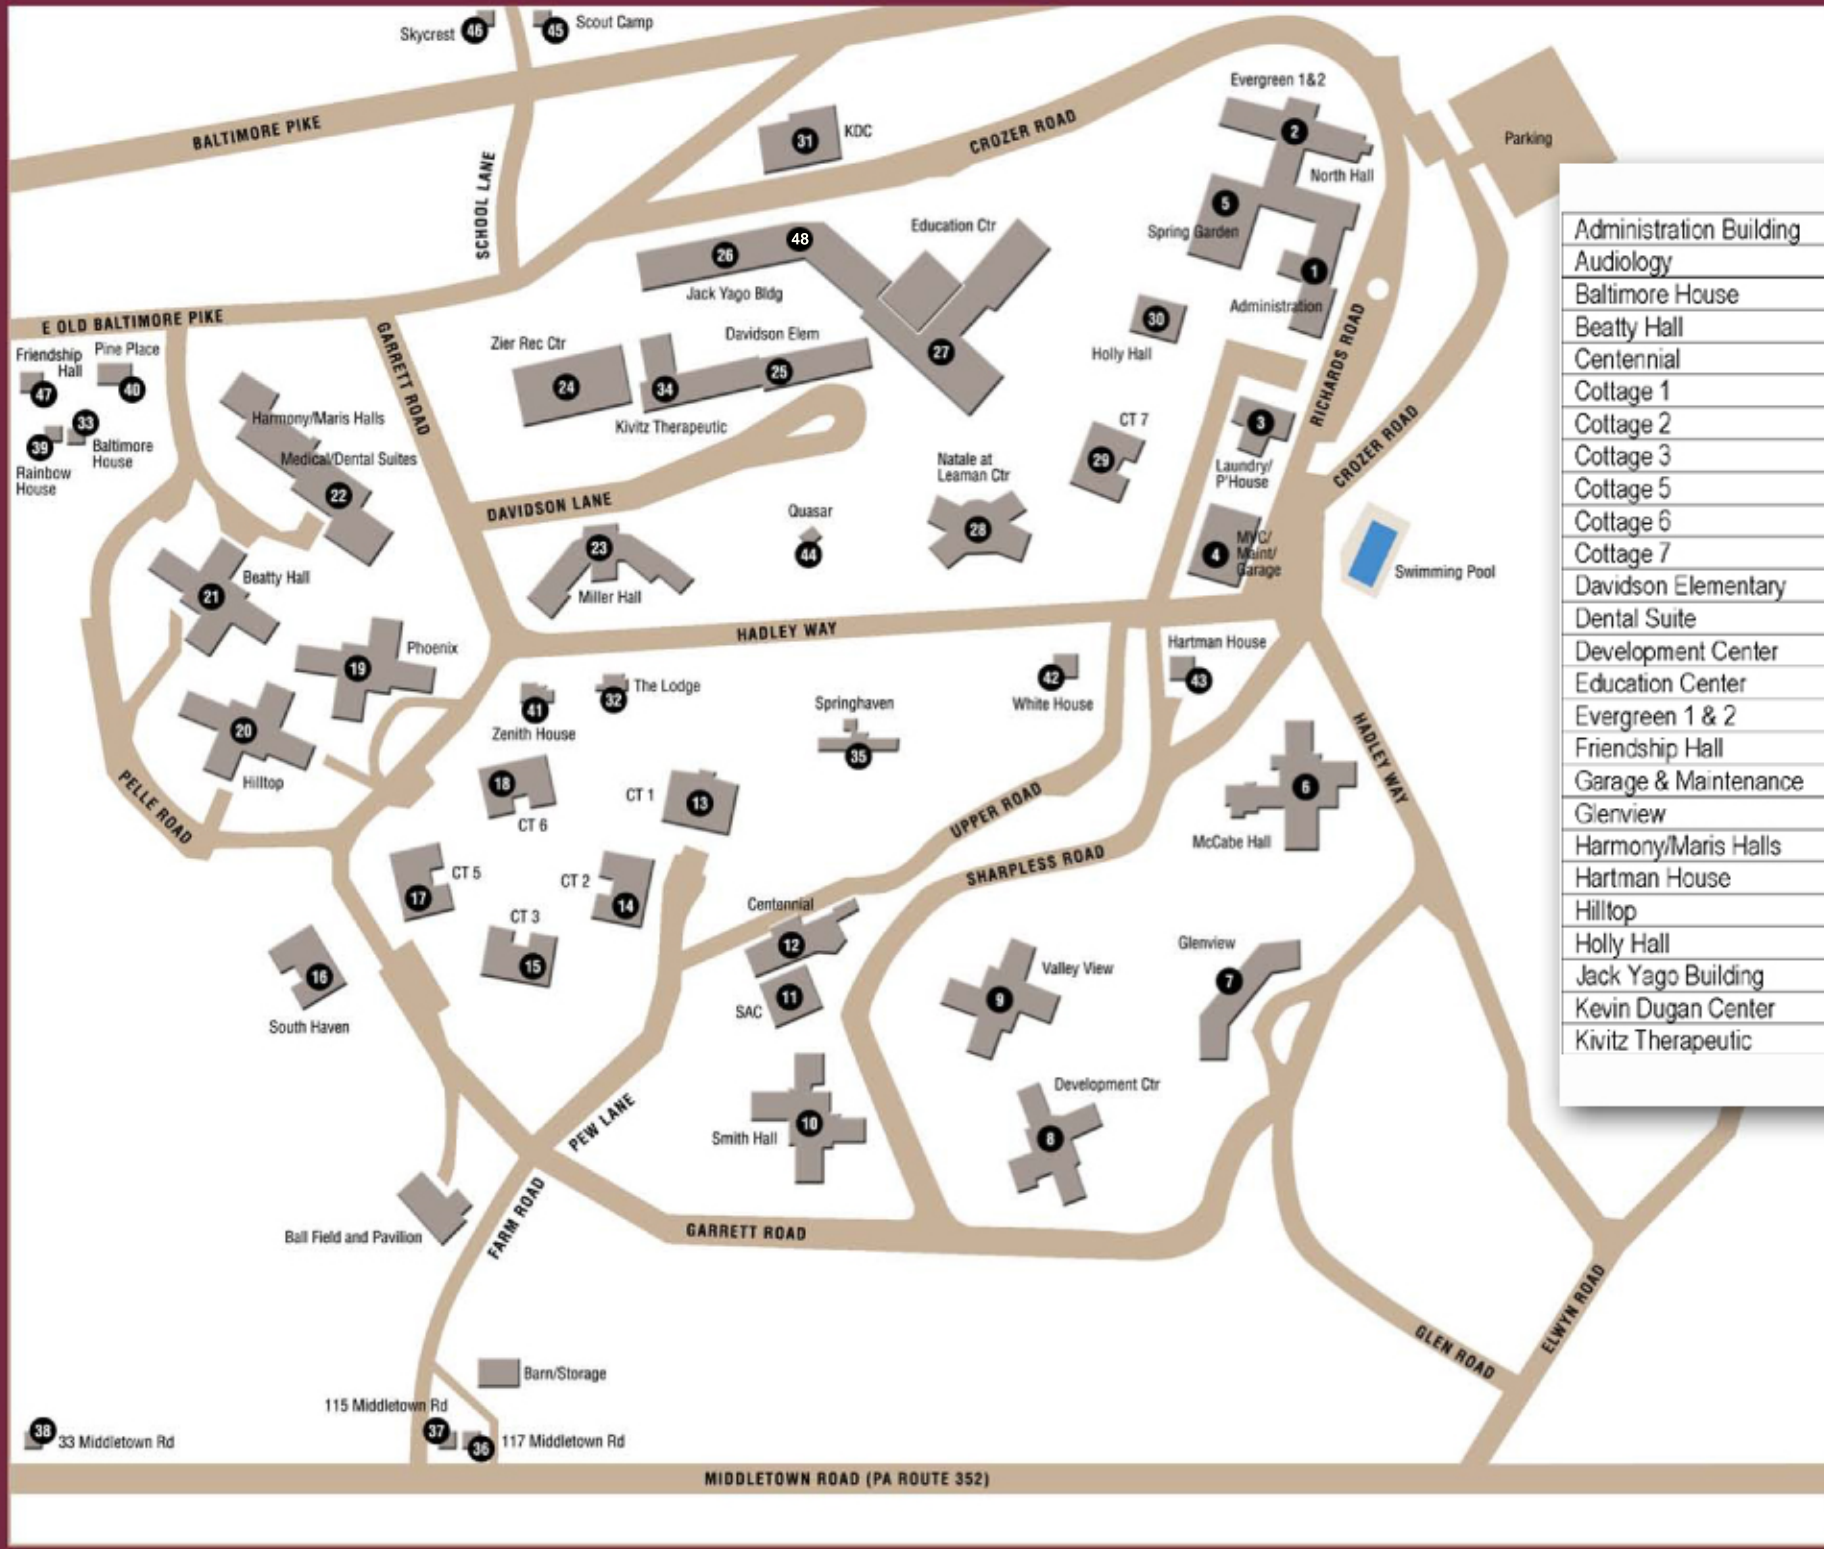 Skycrest
46
45
Scout Camp
BALTIMORE PIKE
SCHOOL LANE
31
KDC
CROZER ROAD
Evergreen 1&2
2
North Hall
Parking
5
Spring Garden
1
Administration
26
48
Jack Yago Bldg
Education Ctr
27
30
Holly Hall
RICHARDS ROAD
E OLD BALTIMORE PIKE
GARRETT ROAD
Friendship
Hall
47
Pine Place
40
33
Baltimore
House
39
Rainbow
House
Harmony/Maris Halls
Medical/Dental Suites
22
Zier Rec Ctr
24
Davidson Elem
34
25
Kivitz Therapeutic
DAVIDSON LANE
CT 7
29
3
Laundry/
P'House
CROZER ROAD
Natale at
Leaman Ctr
28
Quasar
44
23
Miller Hall
4
MVC/
Maint/
Garage
Swimming Pool
21
Beatty Hall
HADLEY WAY
19
Phoenix
20
Hilltop
PELLE ROAD
41
Zenith House
32
The Lodge
Springhaven
35
42
White House
Hartman House
43
HADLEY WAY
18
CT 6
CT 1
13
UPPER ROAD
6
McCabe Hall
17
CT 5
CT 2
14
SHARPLESS ROAD
CT 3
15
Centennial
12
11
SAC
16
South Haven
9
Valley View
Glenview
7
10
Smith Hall
Development Ctr
8
PEW LANE
FARM ROAD
GARRETT ROAD
Ball Field and Pavilion
GLEN ROAD
ELWYN ROAD
Barn/Storage
115 Middletown Rd
37
36
117 Middletown Rd
38
33 Middletown Rd
MIDDLETOWN ROAD (PA ROUTE 352)
Administration Building
Audiology
Baltimore House
Beatty Hall
Centennial
Cottage 1
Cottage 2
Cottage 3
Cottage 5
Cottage 6
Cottage 7
Davidson Elementary
Dental Suite
Development Center
Education Center
Evergreen 1 & 2
Friendship Hall
Garage & Maintenance
Glenview
Harmony/Maris Halls
Hartman House
Hilltop
Holly Hall
Jack Yago Building
Kevin Dugan Center
Kivitz Therapeutic